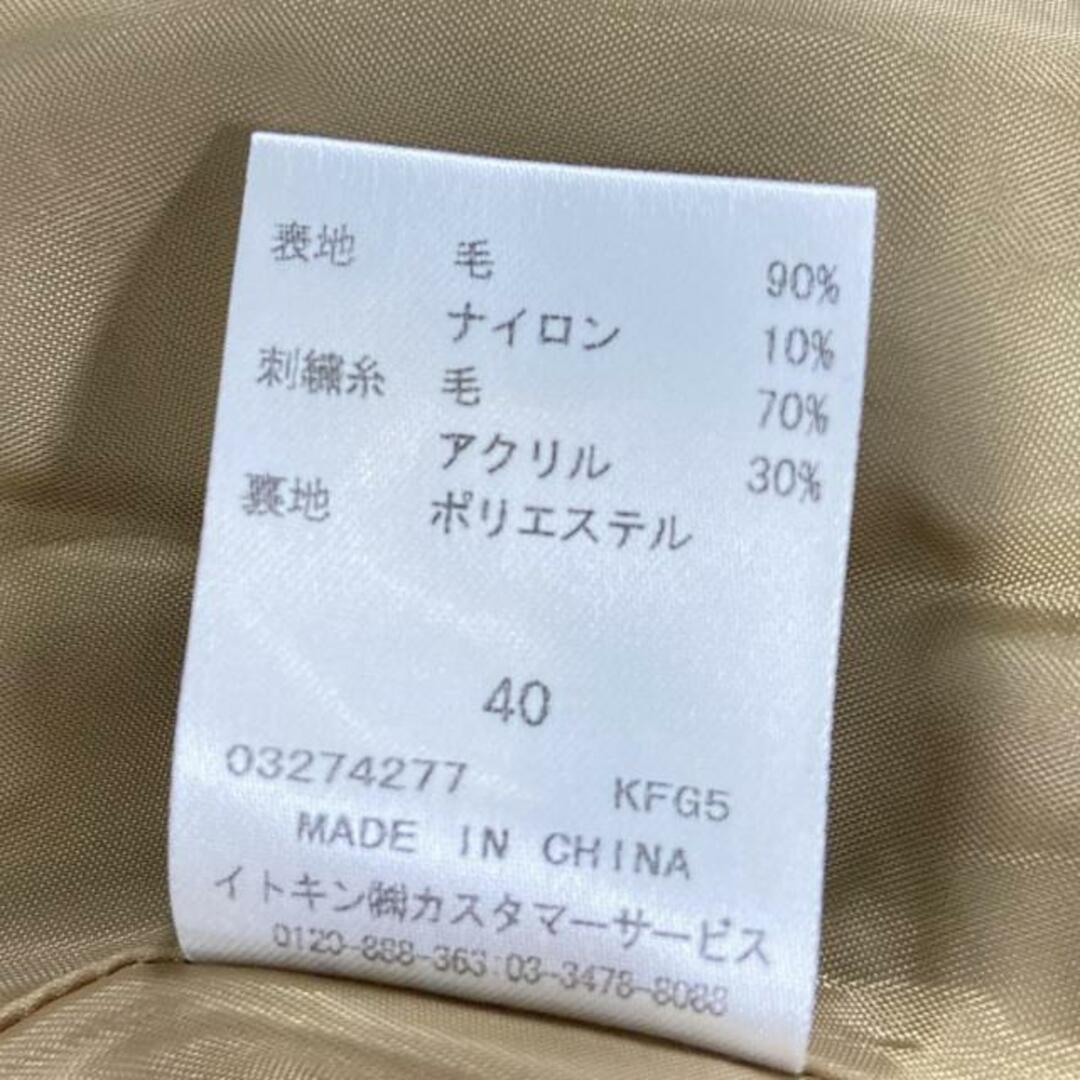 表地 毛 90%
ナイロン 10%
刺繍糸 毛 70%
アクリル 30%
裏地 ポリエステル
40
03274277 KFG5
MADE IN CHINA
イトキン㈱カスタマーサービス
0120-888-363 03-3478-8088